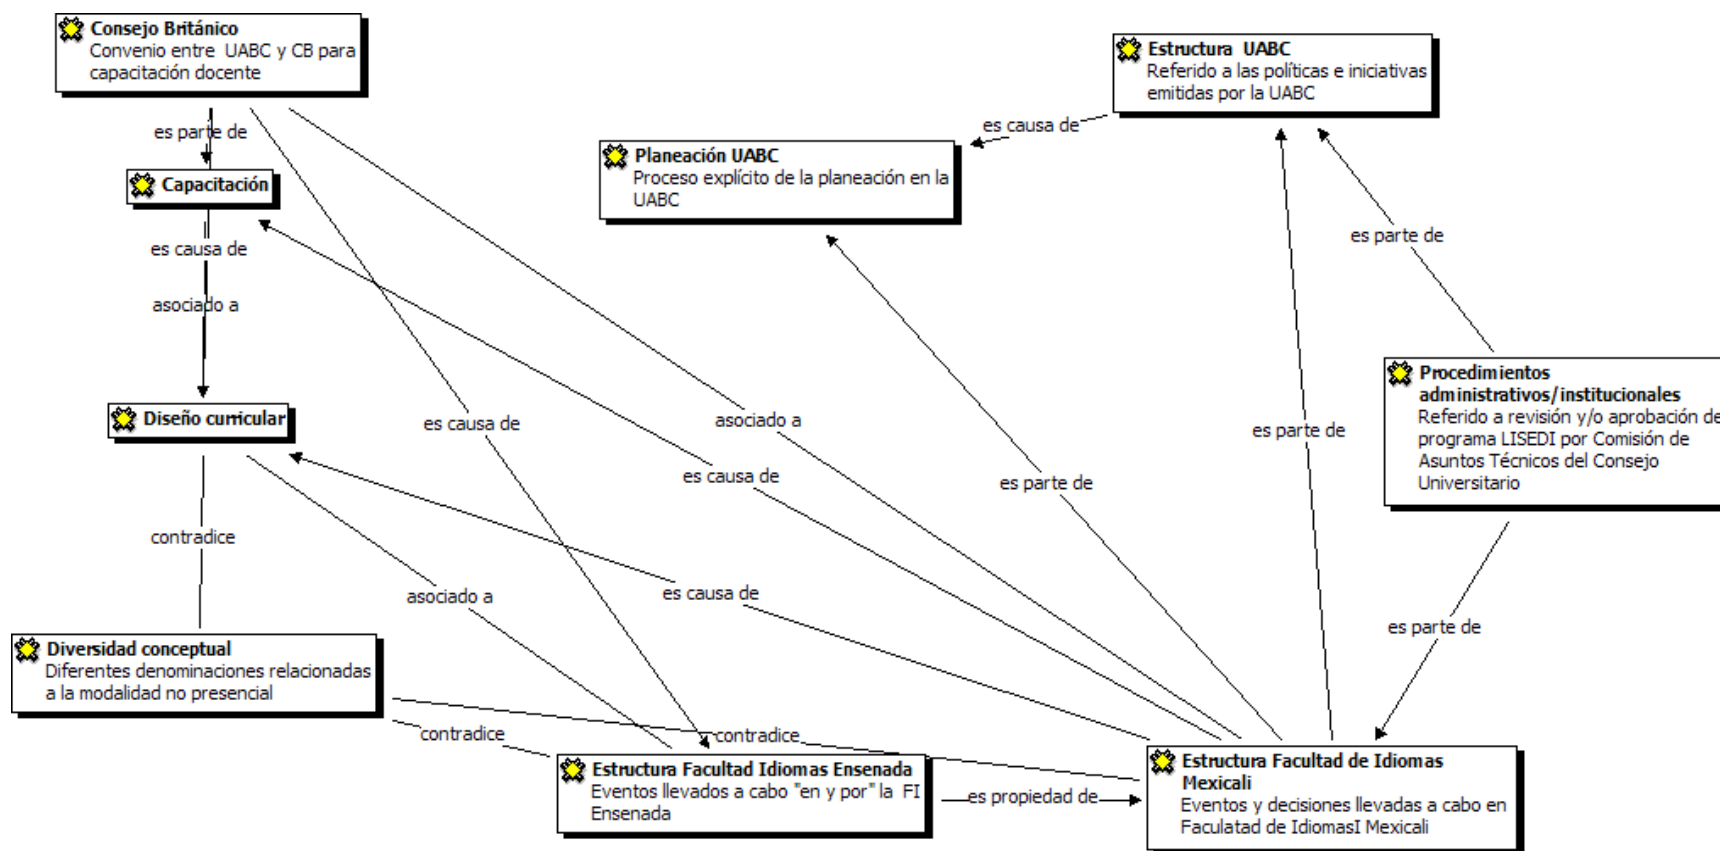 Consejo Británico
Convenio entre UABC y CB para
capacitación docente
Estructura UABC
Referido a las políticas e iniciativas
emitidas por la UABC
es parte de
es causa de
Planeación UABC
Proceso explícito de la planeación en la
UABC
Capacitación
es causa de
es parte de
asociado a
Procedimientos
administrativos/institucionales
Referido a revisión y/o aprobación de
programa LISEDI por Comisión de
Asuntos Técnicos del Consejo
Universitario
Diseño curricular
es causa de
asociado a
es parte de
es causa de
es parte de
contradice
es causa de
asociado a
es parte de
Diversidad conceptual
Diferentes denominaciones relacionadas
a la modalidad no presencial
contradice
contradice
Estructura Facultad Idiomas Ensenada
Eventos llevados a cabo "en y por" la FI
Ensenada
es propiedad de
Estructura Facultad de Idiomas
Mexicali
Eventos y decisiones llevadas a cabo en
Faculatad de IdiomasI Mexicali